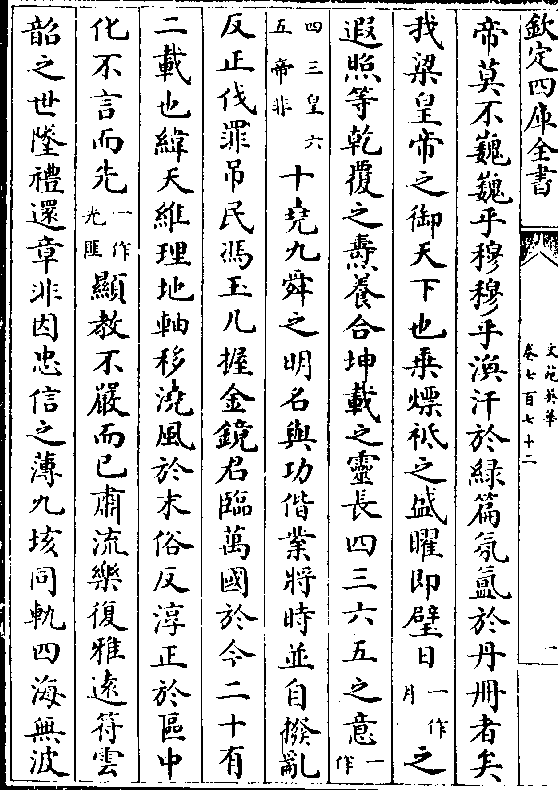 欽定四庫全書
文苑英華
卷七百七十二
一
帝莫不巍巍乎穆穆乎渙汗於綠篇氛氳於丹冊者矣
我梁皇帝之御天下也乗熛祇之盛曜即璧日一作月之
遐照等乾覆之燾養合坤載之靈長四三六五之意一作
四三皇六五帝非十堯九舜之明名與功偕業將時並自撥亂
反正伐罪吊民馮玉几握金鏡君臨萬國於今二十有
二載也緯天維理地軸移澆風於末俗反淳正於區中
化不言而先一作光匪顯教不嚴而已肅流樂復雅遠符雲
韶之世隆禮還章非因忠信之薄九垓同軌四海無波